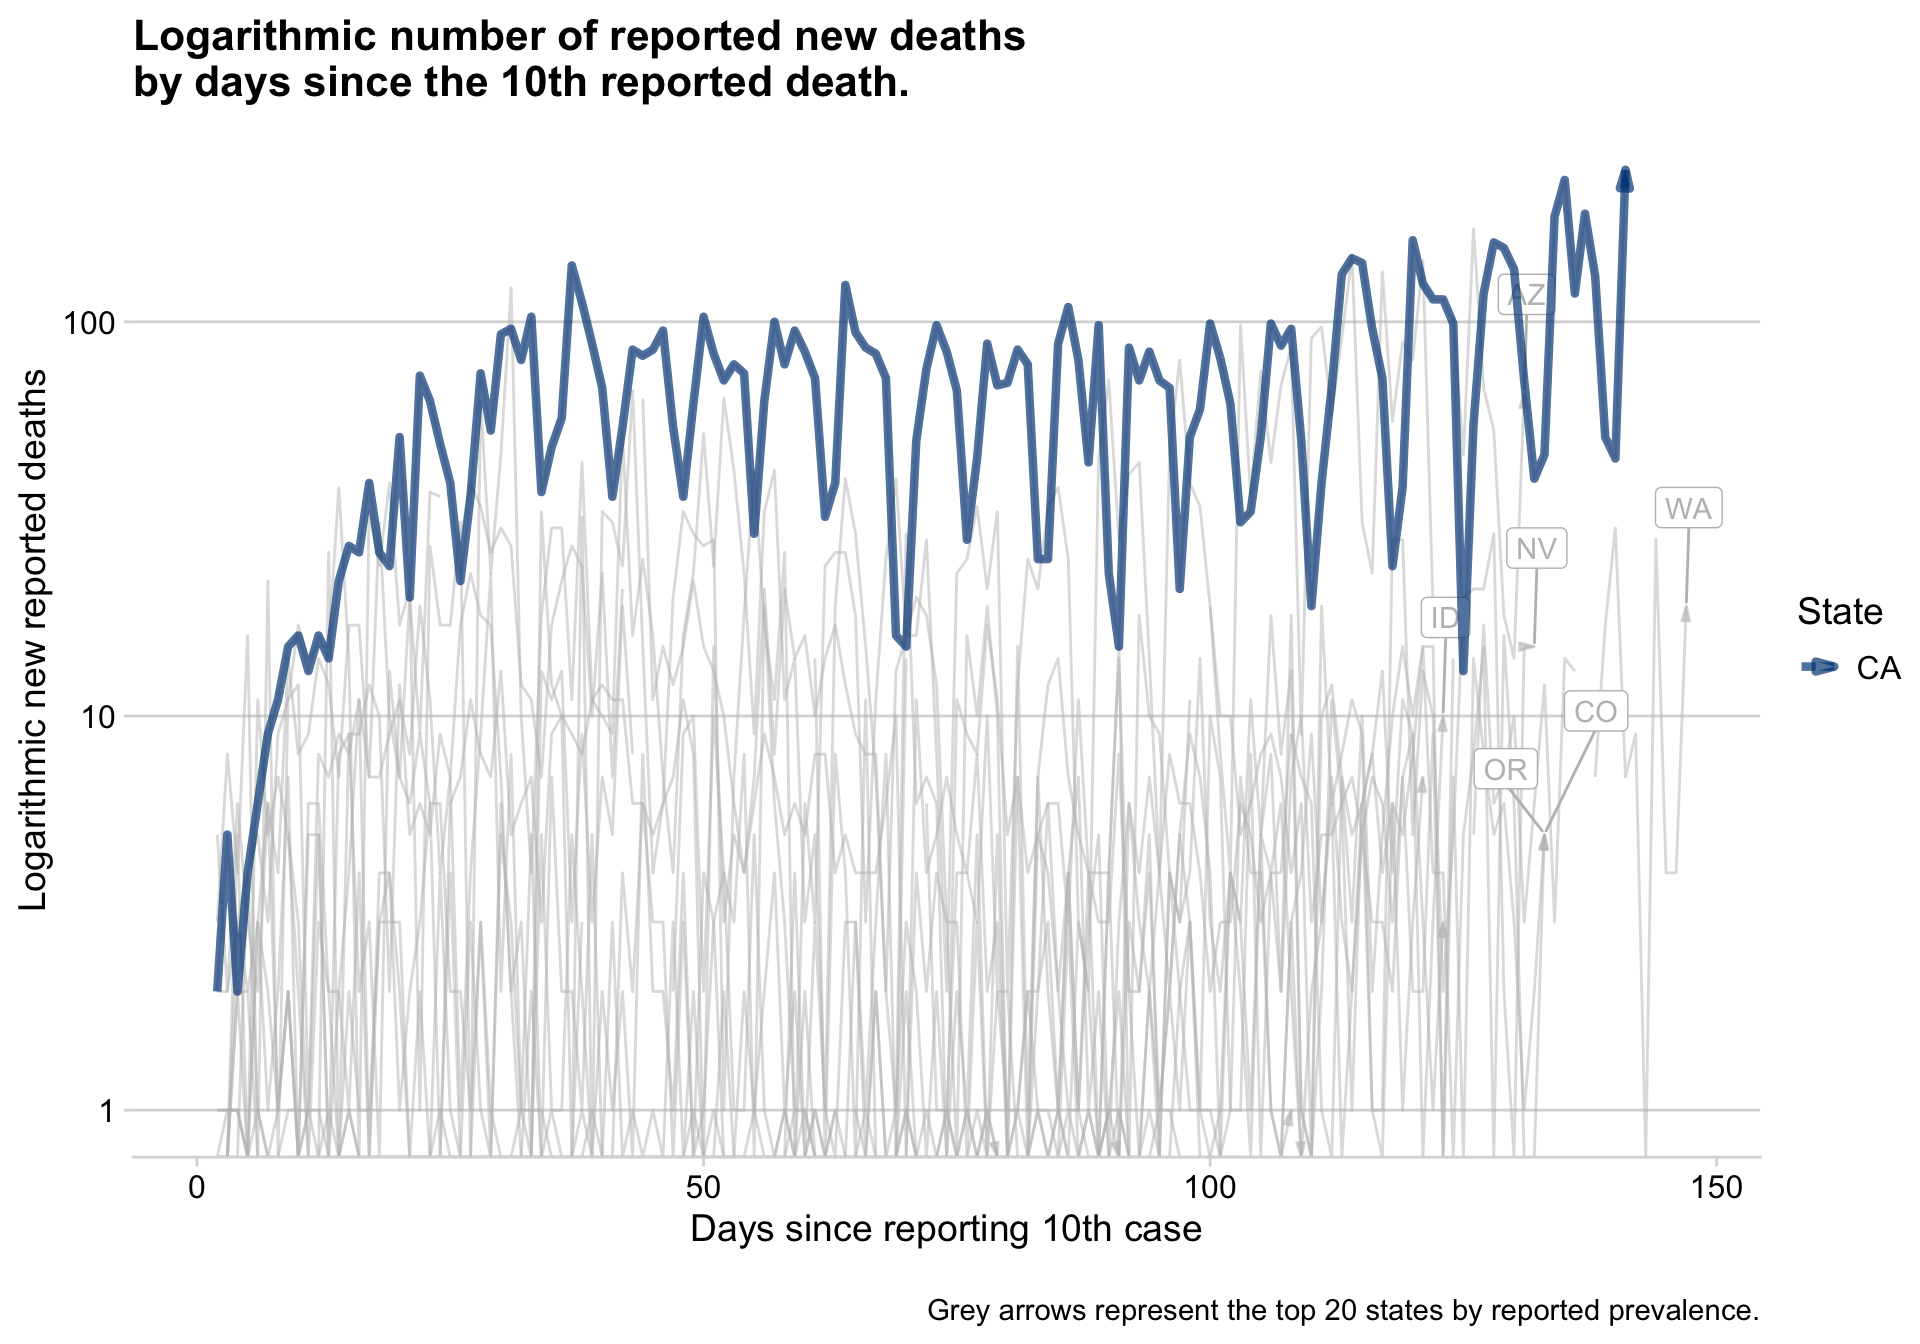 Logarithmic number of reported new deaths
by days since the 10th reported death.
Logarithmic new reported deaths
100
10
1
AZ
WA
NV
ID
CO
OR
State
CA
0
50
100
150
Days since reporting 10th case
Grey arrows represent the top 20 states by reported prevalence.